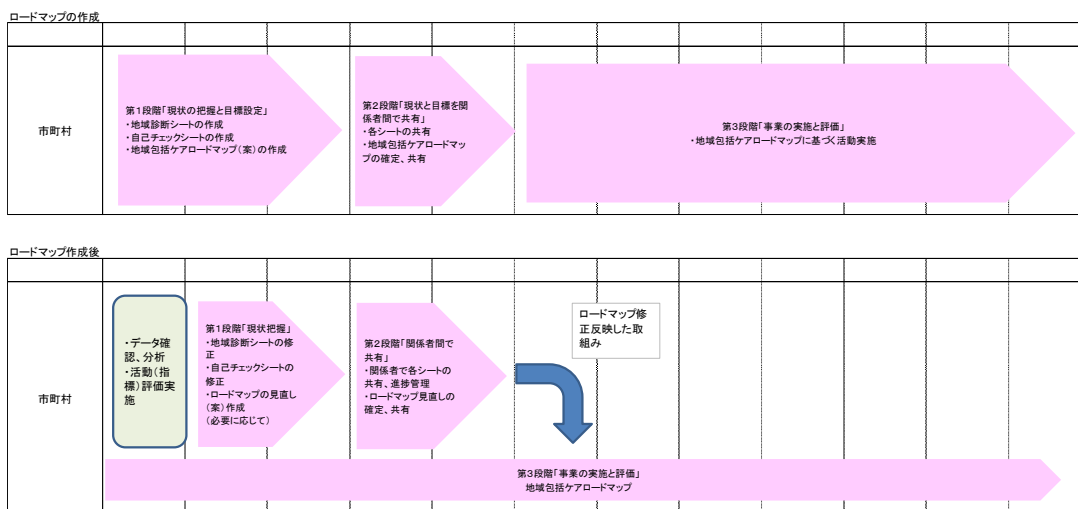 ロードマップの作成
市町村
第1段階「現状の把握と目標設定」
・地域診断シートの作成
・自己チェックシートの作成
・地域包括ケアロードマップ（案）の作成
第2段階「現状と目標を関
係者間で共有」
・各シートの共有
・地域包括ケアロードマッ
プの確定、共有
第3段階「事業の実施と評価」
・地域包括ケアロードマップに基づく活動実施
ロードマップ作成後
市町村
・データ確
認、分析
・活動（指
標）評価実
施
第1段階「現状把握」
・地域診断シートの修
正
・自己チェックシートの
修正
・ロードマップの見直し
（案）作成
（必要に応じて）
第2段階「関係者間で
共有」
・関係者で各シートの
共有、進捗管理
・ロードマップ見直しの
確定、共有
ロードマップ修
正反映した取
組み
第3段階「事業の実施と評価」
地域包括ケアロードマップ